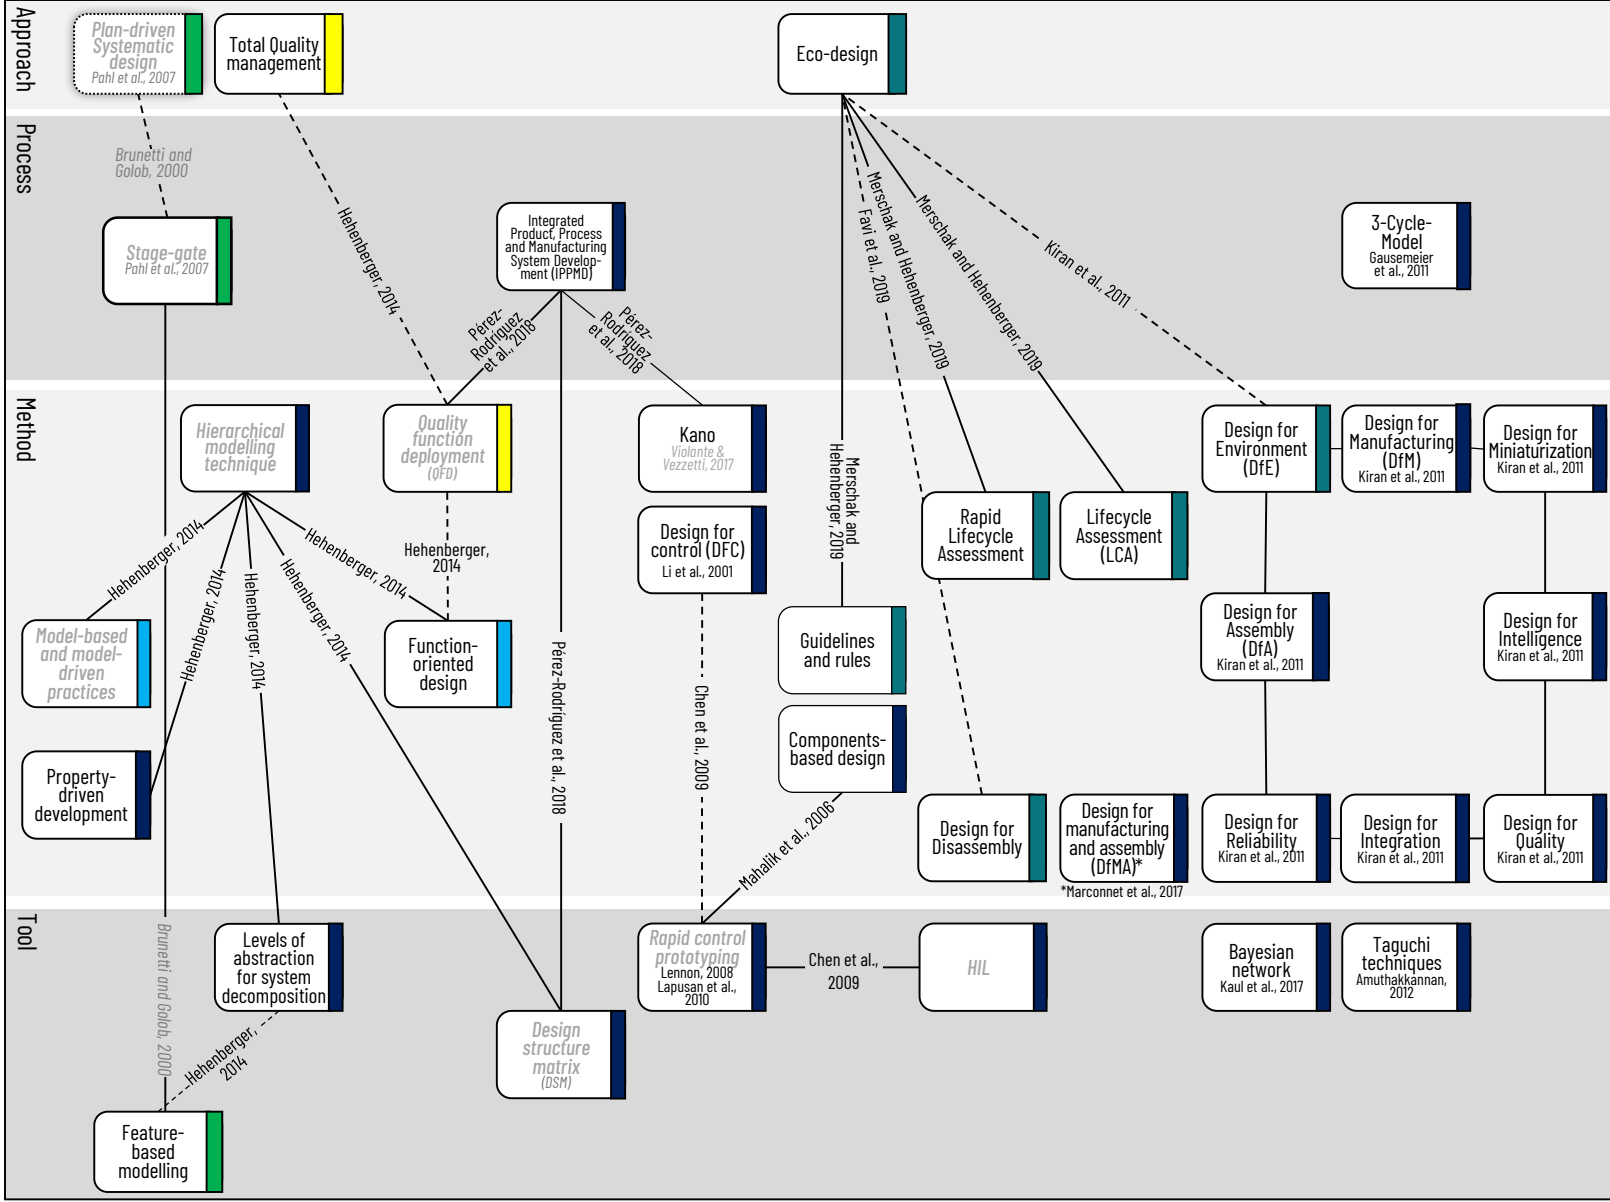 Approach
Plan-driven
Systematic
design
Pahl et al., 2007
Total Quality
management
Eco-design
Process
Brunetti and
Golob, 2000
Stage-gate
Pahl et al., 2007
Hehenberger, 2014
Integrated
Product, Process
and Manufacturing
System Develop-
ment (IPPMD)
Pérez-
Rodríguez
et al., 2018
Pérez-
Rodríguez
et al., 2018
Favi et al., 2019
Merschak and Hehenberger, 2019
Merschak and Hehenberger, 2019
Kiran et al., 2011
3-Cycle-
Model
Gausemeier
et al., 2011
Method
Hierarchical
modelling
technique
Quality
function
deployment
(QFD)
Kano
Violante &
Vezzetti, 2017
Merschak and
Hehenberger, 2019
Design for
Environment
(DfE)
Design for
Manufacturing
(DfM)
Kiran et al., 2011
Design for
Miniaturization
Kiran et al., 2011
Hehenberger, 2014
Hehenberger, 2014
Hehenberger, 2014
Hehenberger, 2014
Hehenberger, 2014
Hehenberger,
2014
Design for
control (DFC)
Li et al., 2001
Rapid
Lifecycle
Assessment
Lifecycle
Assessment
(LCA)
Model-based
and model-
driven
practices
Function-
oriented
design
Pérez-Rodríguez et al., 2018
Chen et al., 2009
Guidelines
and rules
Design for
Assembly
(DfA)
Kiran et al., 2011
Design for
Intelligence
Kiran et al., 2011
Property-
driven
development
Components-
based design
Mahalik et al., 2006
Design for
Disassembly
Design for
manufacturing
and assembly
(DfMA)*
*Marconnet et al., 2017
Design for
Reliability
Kiran et al., 2011
Design for
Integration
Kiran et al., 2011
Design for
Quality
Kiran et al., 2011
Tool
Brunetti and Golob, 2000
Levels of
abstraction
for system
decomposition
Hehenberger,
2014
Design
structure
matrix
(DSM)
Rapid control
prototyping
Lennon, 2008
Lapusan et al.,
2010
Chen et al.,
2009
HIL
Bayesian
network
Kaul et al., 2017
Taguchi
techniques
Amuthakkannan,
2012
Feature-
based
modelling